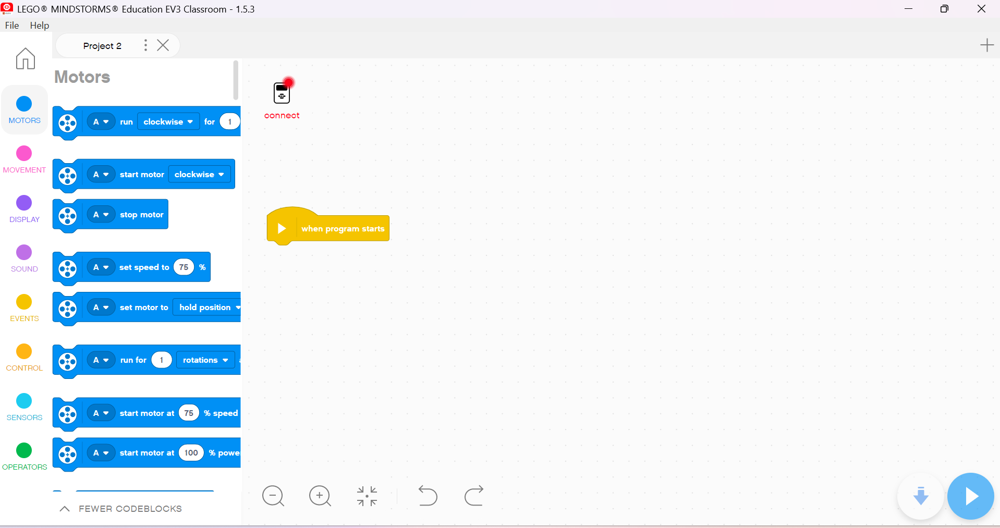 LEGO® MINDSTORMS® Education EV3 Classroom - 1.5.3
File Help
Project 2
Motors
MOTORS
MOVEMENT
DISPLAY
SOUND
EVENTS
CONTROL
SENSORS
OPERATORS
A run clockwise for 1
A start motor clockwise
A stop motor
A set speed to 75 %
A set motor to hold position
A run for 1 rotations
A start motor at 75 % speed
A start motor at 100 % powe
FEWER CODEBLOCKS
connect
when program starts